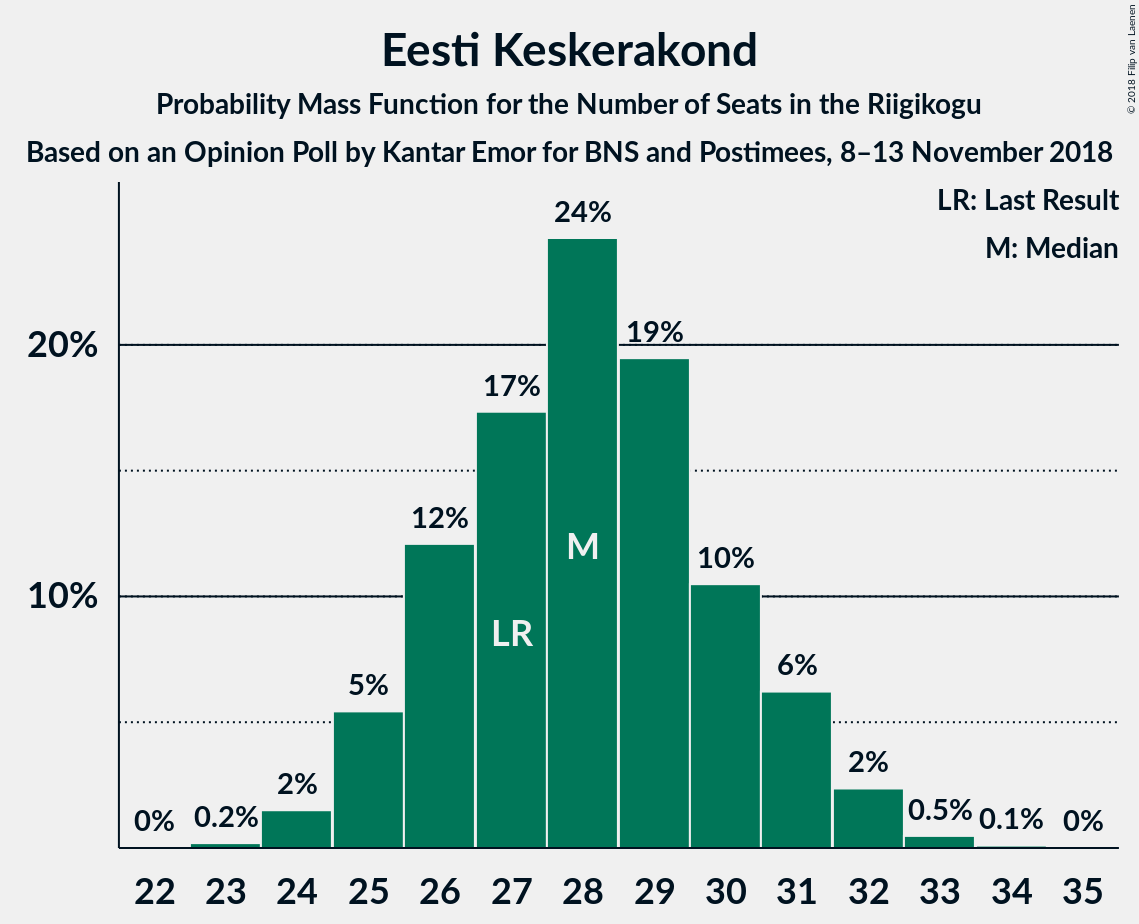 Eesti Keskerakond
Probability Mass Function for the Number of Seats in the Riigikogu
Based on an Opinion Poll by Kantar Emor for BNS and Postimees, 8–13 November 2018
© 2018 Filip van Laenen
LR: Last Result
M: Median
20%
10%
0%
0.2%
2%
5%
12%
17%
24%
19%
10%
6%
2%
0.5%
0.1%
0%
LR
M
22 23 24 25 26 27 28 29 30 31 32 33 34 35